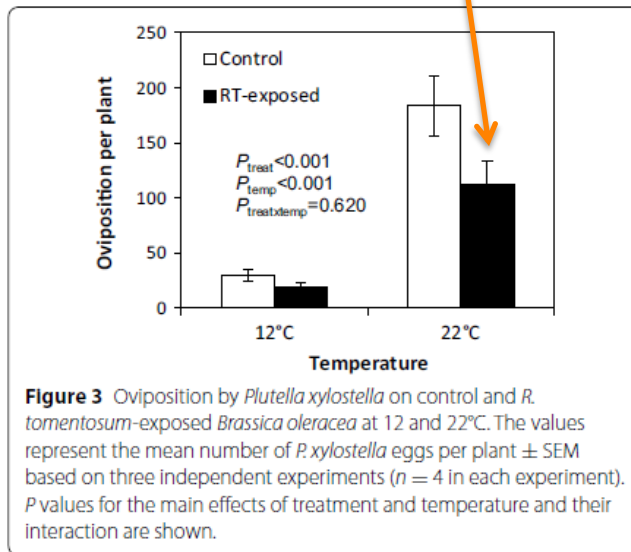 250
200
150
100
50
0
Oviposition per plant
Control
RT-exposed
Ptreat<0.001
Ptemp<0.001
Ptreatxtemp=0.620
12°C
22°C
Temperature
Figure 3 Oviposition by Plutella xylostella on control and R.
tomentosum-exposed Brassica oleracea at 12 and 22°C. The values
represent the mean number of P. xylostella eggs per plant ± SEM
based on three independent experiments (n = 4 in each experiment).
P values for the main effects of treatment and temperature and their
interaction are shown.